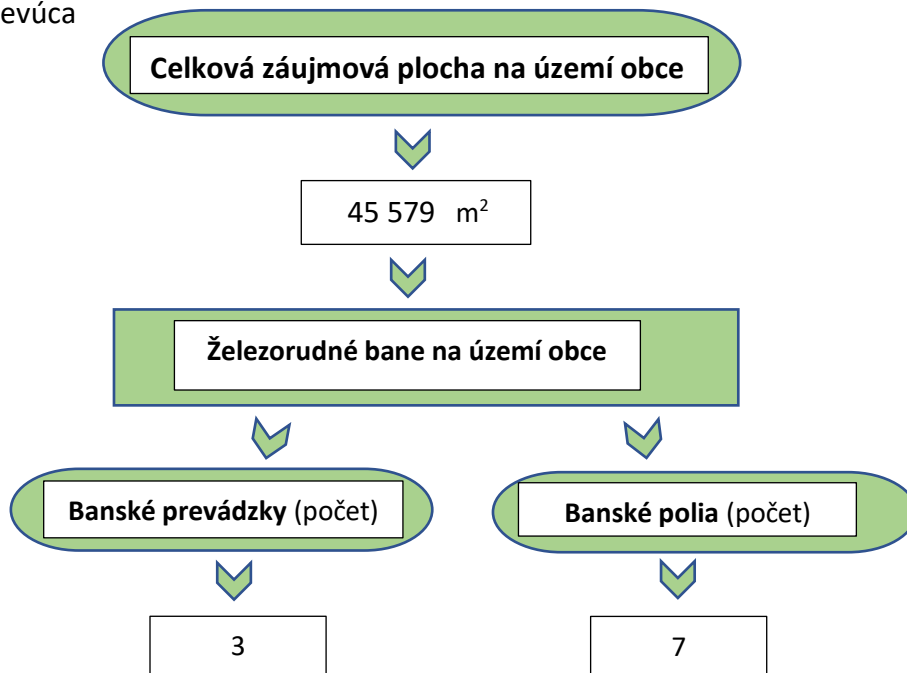 evúca
Celková záujmová plocha na území obce
45 579 m²
Železorudné bane na území obce
Banské prevádzky (počet)
Banské polia (počet)
3
7